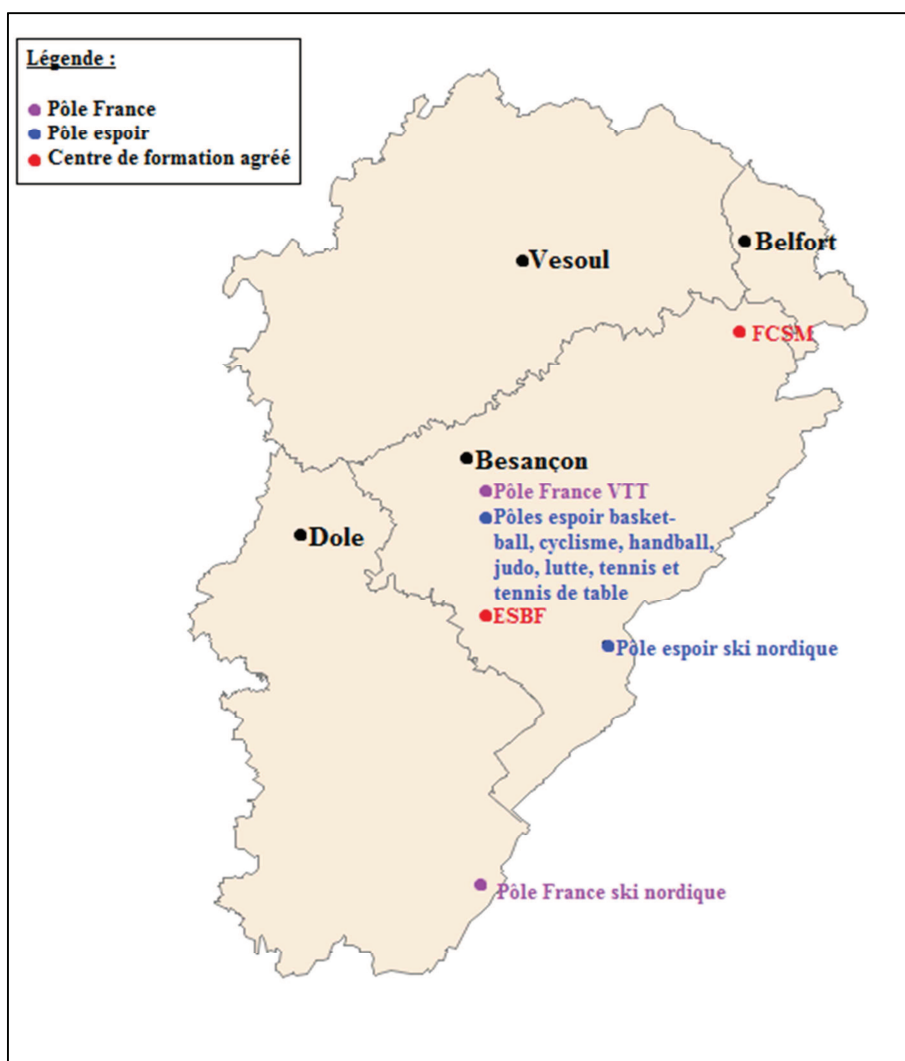 Légende :
Pôle France
Pôle espoir
Centre de formation agréé
Belfort
Vesoul
FCSM
Besançon
Pôle France VTT
Pôles espoir basket-
ball, cyclisme, handball,
judo, lutte, tennis et
tennis de table
Dole
ESBF
Pôle espoir ski nordique
Pôle France ski nordique